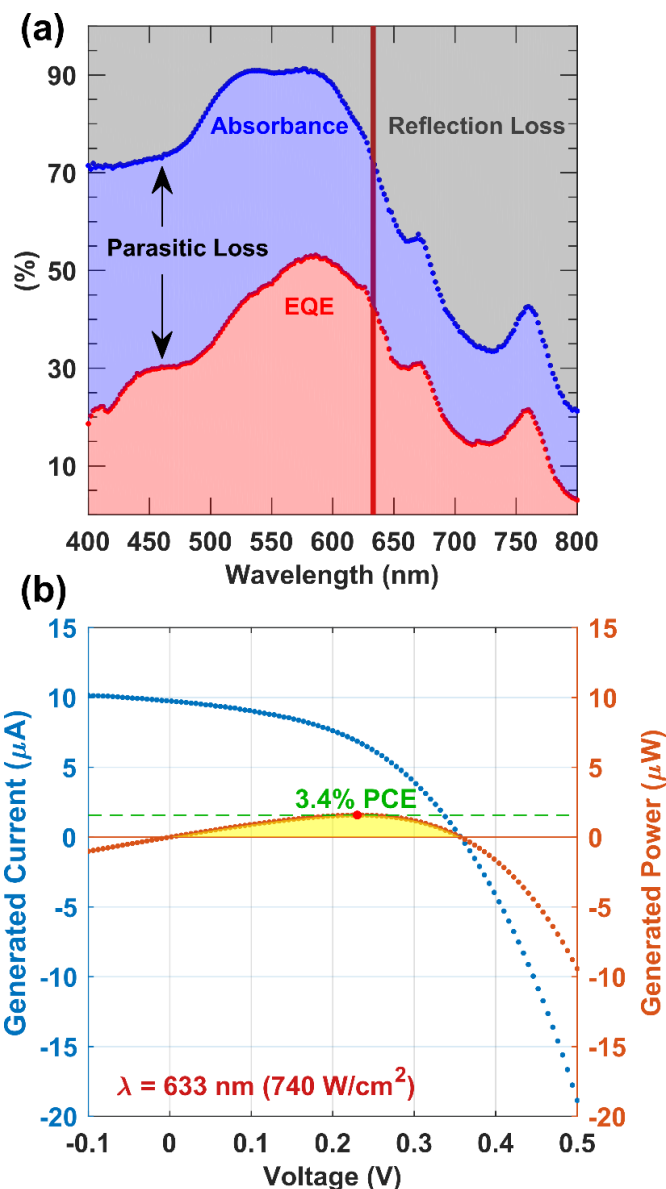 (a)
90
70
50
30
10
(%)
Absorbance
Reflection Loss
Parasitic Loss
EQE
400 450 500 550 600 650 700 750 800
Wavelength (nm)
(b)
15
10
5
0
-5
-10
-15
-20
Generated Current (μA)
3.4% PCE
λ = 633 nm (740 W/cm²)
15
10
5
0
-5
-10
-15
-20
Generated Power (μW)
-0.1 0 0.1 0.2 0.3 0.4 0.5
Voltage (V)